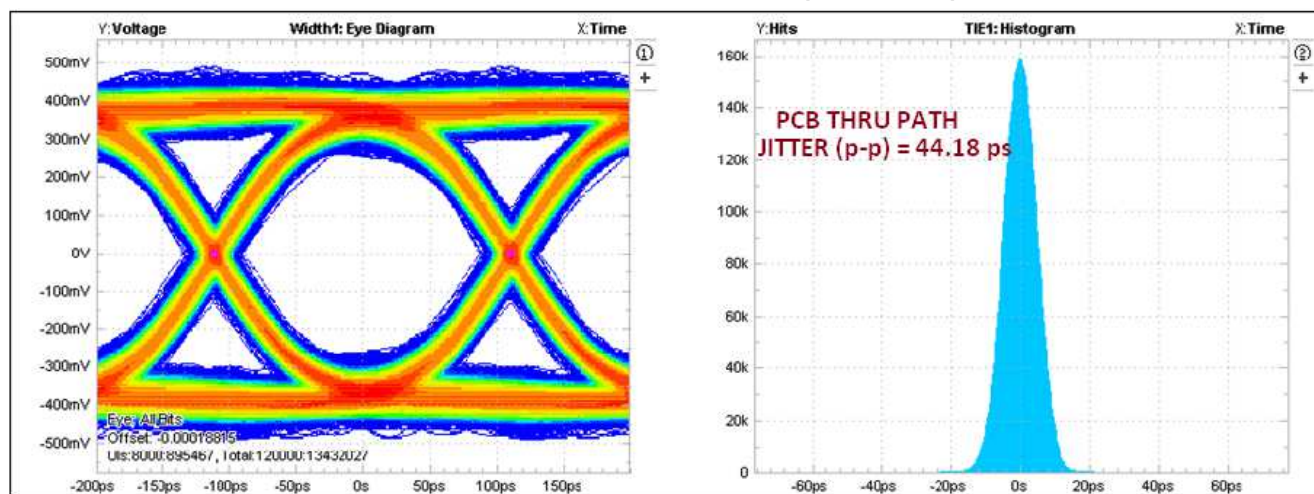 Y:Voltage Width1: Eye Diagram X:Time
500mV
400mV
300mV
200mV
100mV
0V
-100mV
-200mV
-300mV
-400mV
-500mV
Eye: All Bits
Offset: -0.00018815
UIs:8000:895467, Total:120000:13432027
-200ps -150ps -100ps -50ps 0s 50ps 100ps 150ps
1
+
Y:Hits TIE1: Histogram X:Time
160k
140k
120k
100k
80k
60k
40k
20k
0
PCB THRU PATH
JITTER (p-p) = 44.18 ps
-60ps -40ps -20ps 0s 20ps 40ps 60ps
2
+